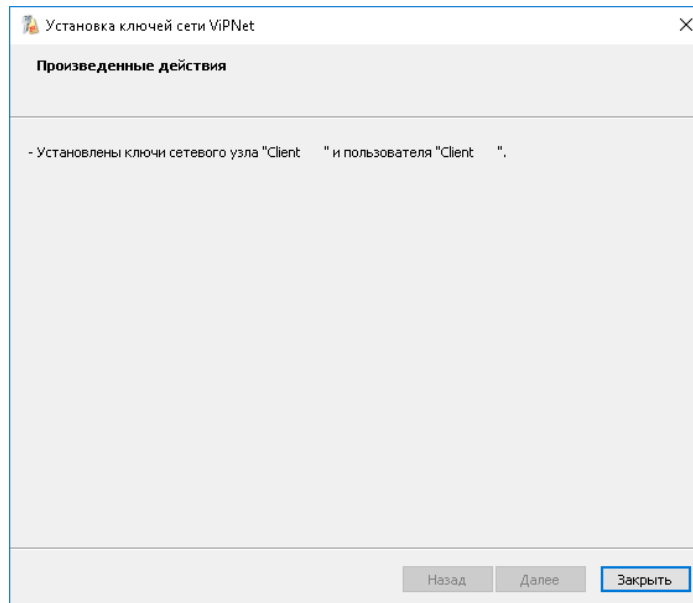 Установка ключей сети ViPNet
Произведенные действия
- Установлены ключи сетевого узла "Client " и пользователя "Client ".
Назад
Далее
Закрыть